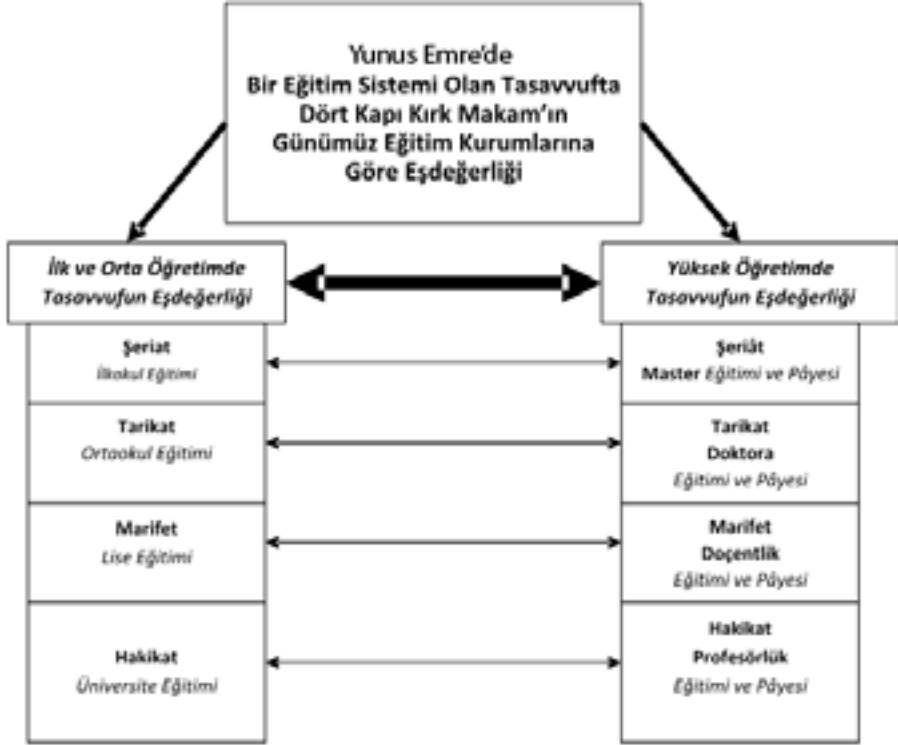 Yunus Emre'de
Bir Eğitim Sistemi Olan Tasavvufta
Dört Kapı Kırk Makam'ın
Günümüz Eğitim Kurumlarına
Göre Eşdeğerliği
İlk ve Orta Öğretimde
Tasavvufun Eşdeğerliği
Yüksek Öğretimde
Tasavvufun Eşdeğerliği
Şeriat
İlkokul Eğitimi
Şeriât
Master Eğitimi ve Pâyesi
Tarikat
Ortaokul Eğitimi
Tarikat
Doktora
Eğitimi ve Pâyesi
Marifet
Lise Eğitimi
Marifet
Doçentlik
Eğitimi ve Pâyesi
Hakikat
Üniversite Eğitimi
Hakikat
Profesörlük
Eğitimi ve Pâyesi